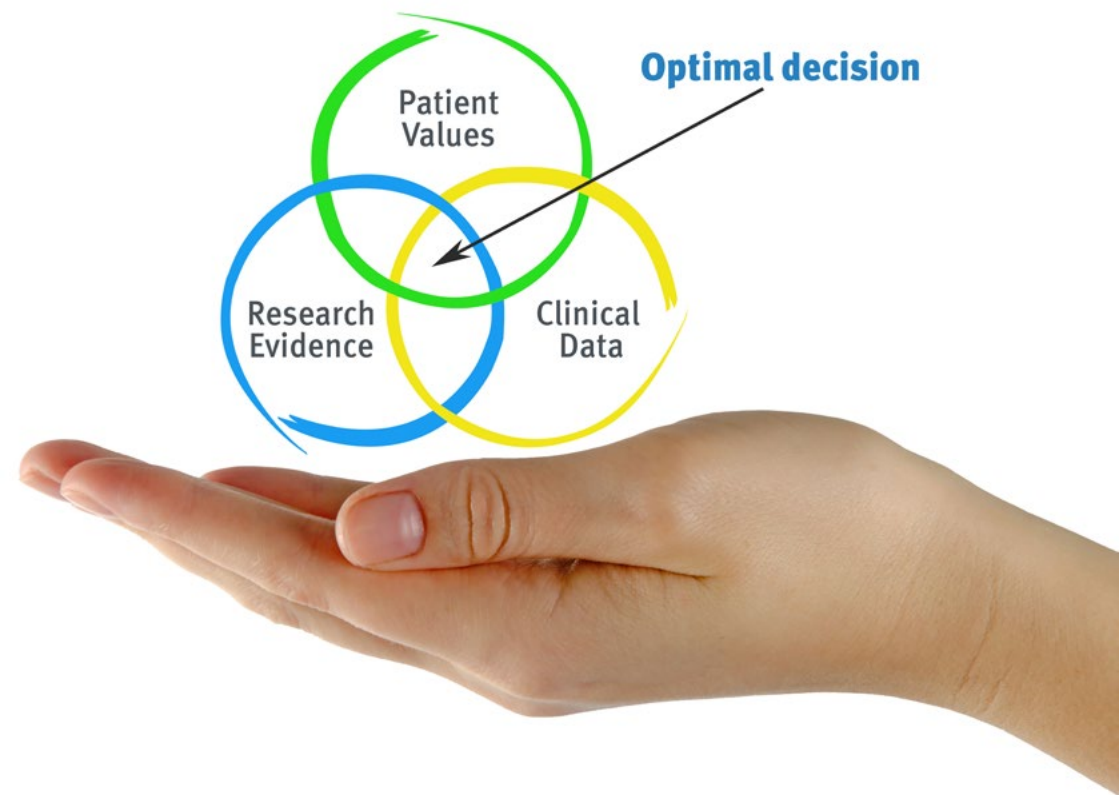 Optimal decision
Patient
Values
Research
Evidence
Clinical
Data